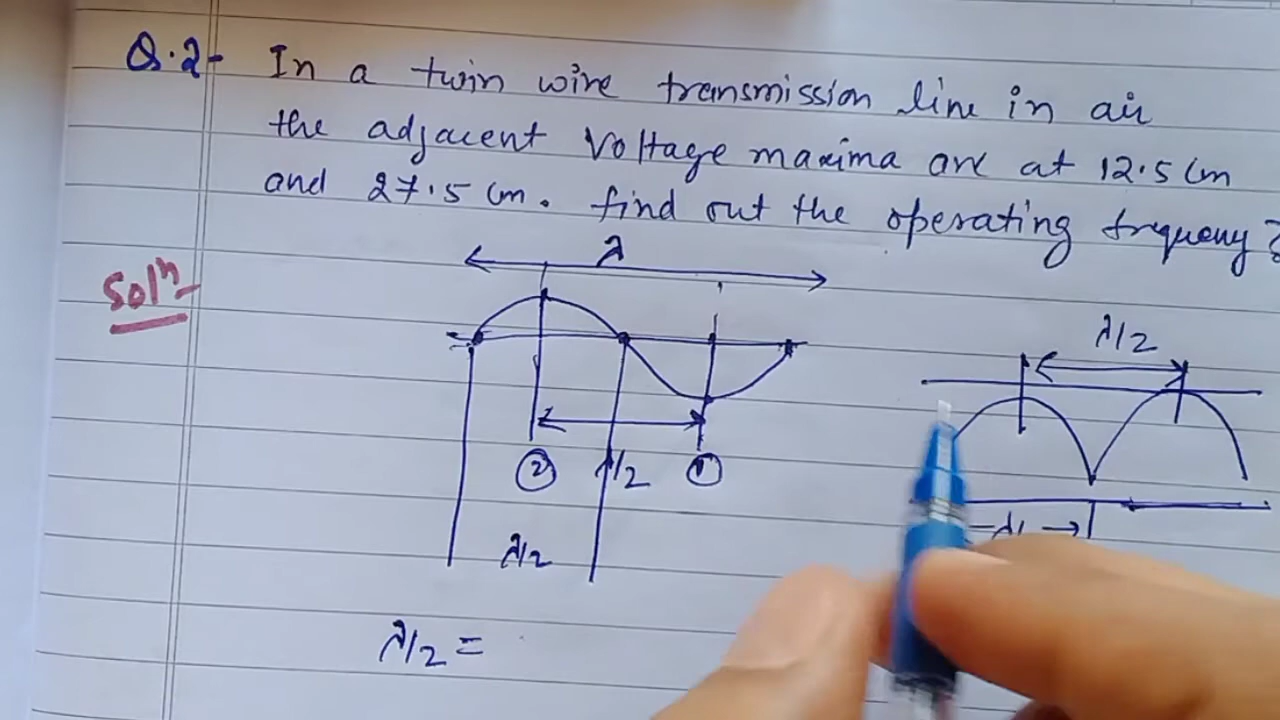 Q.2- In a twin wire transmission line in air
the adjacent Voltage maxima are at 12.5 cm
and 27.5 cm. find out the operating frequency?
Solⁿ-
λ
λ/2
② λ/2 ①
λ/2
λ/2 =